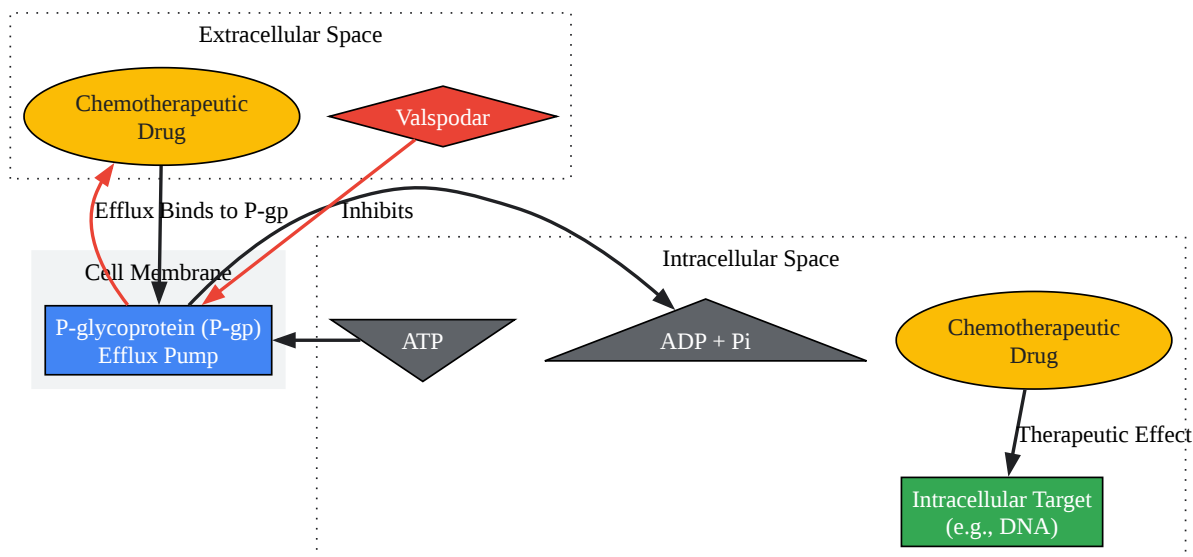 Extracellular Space
Chemotherapeutic
Drug
Valspodar
Efflux
Binds to P-gp
Inhibits
Cell Membrane
Intracellular Space
P-glycoprotein (P-gp)
Efflux Pump
ATP
ADP + Pi
Chemotherapeutic
Drug
Therapeutic Effect
Intracellular Target
(e.g., DNA)